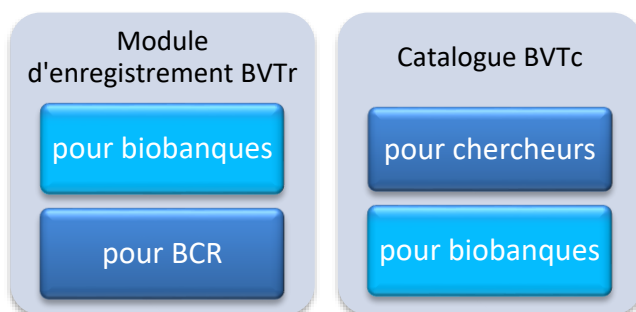 Module
d'enregistrement BVTr
pour biobanques
pour BCR
Catalogue BVTc
pour chercheurs
pour biobanques